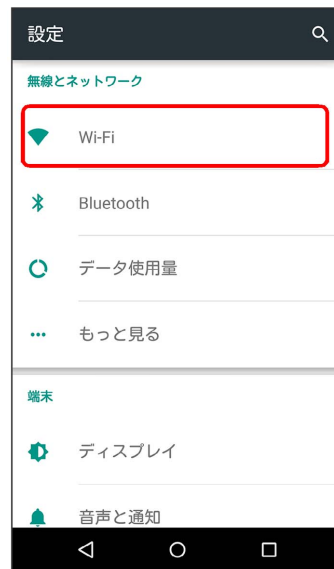 設定
無線とネットワーク
Wi-Fi
Bluetooth
データ使用量
もっと見る
端末
ディスプレイ
音声と通知